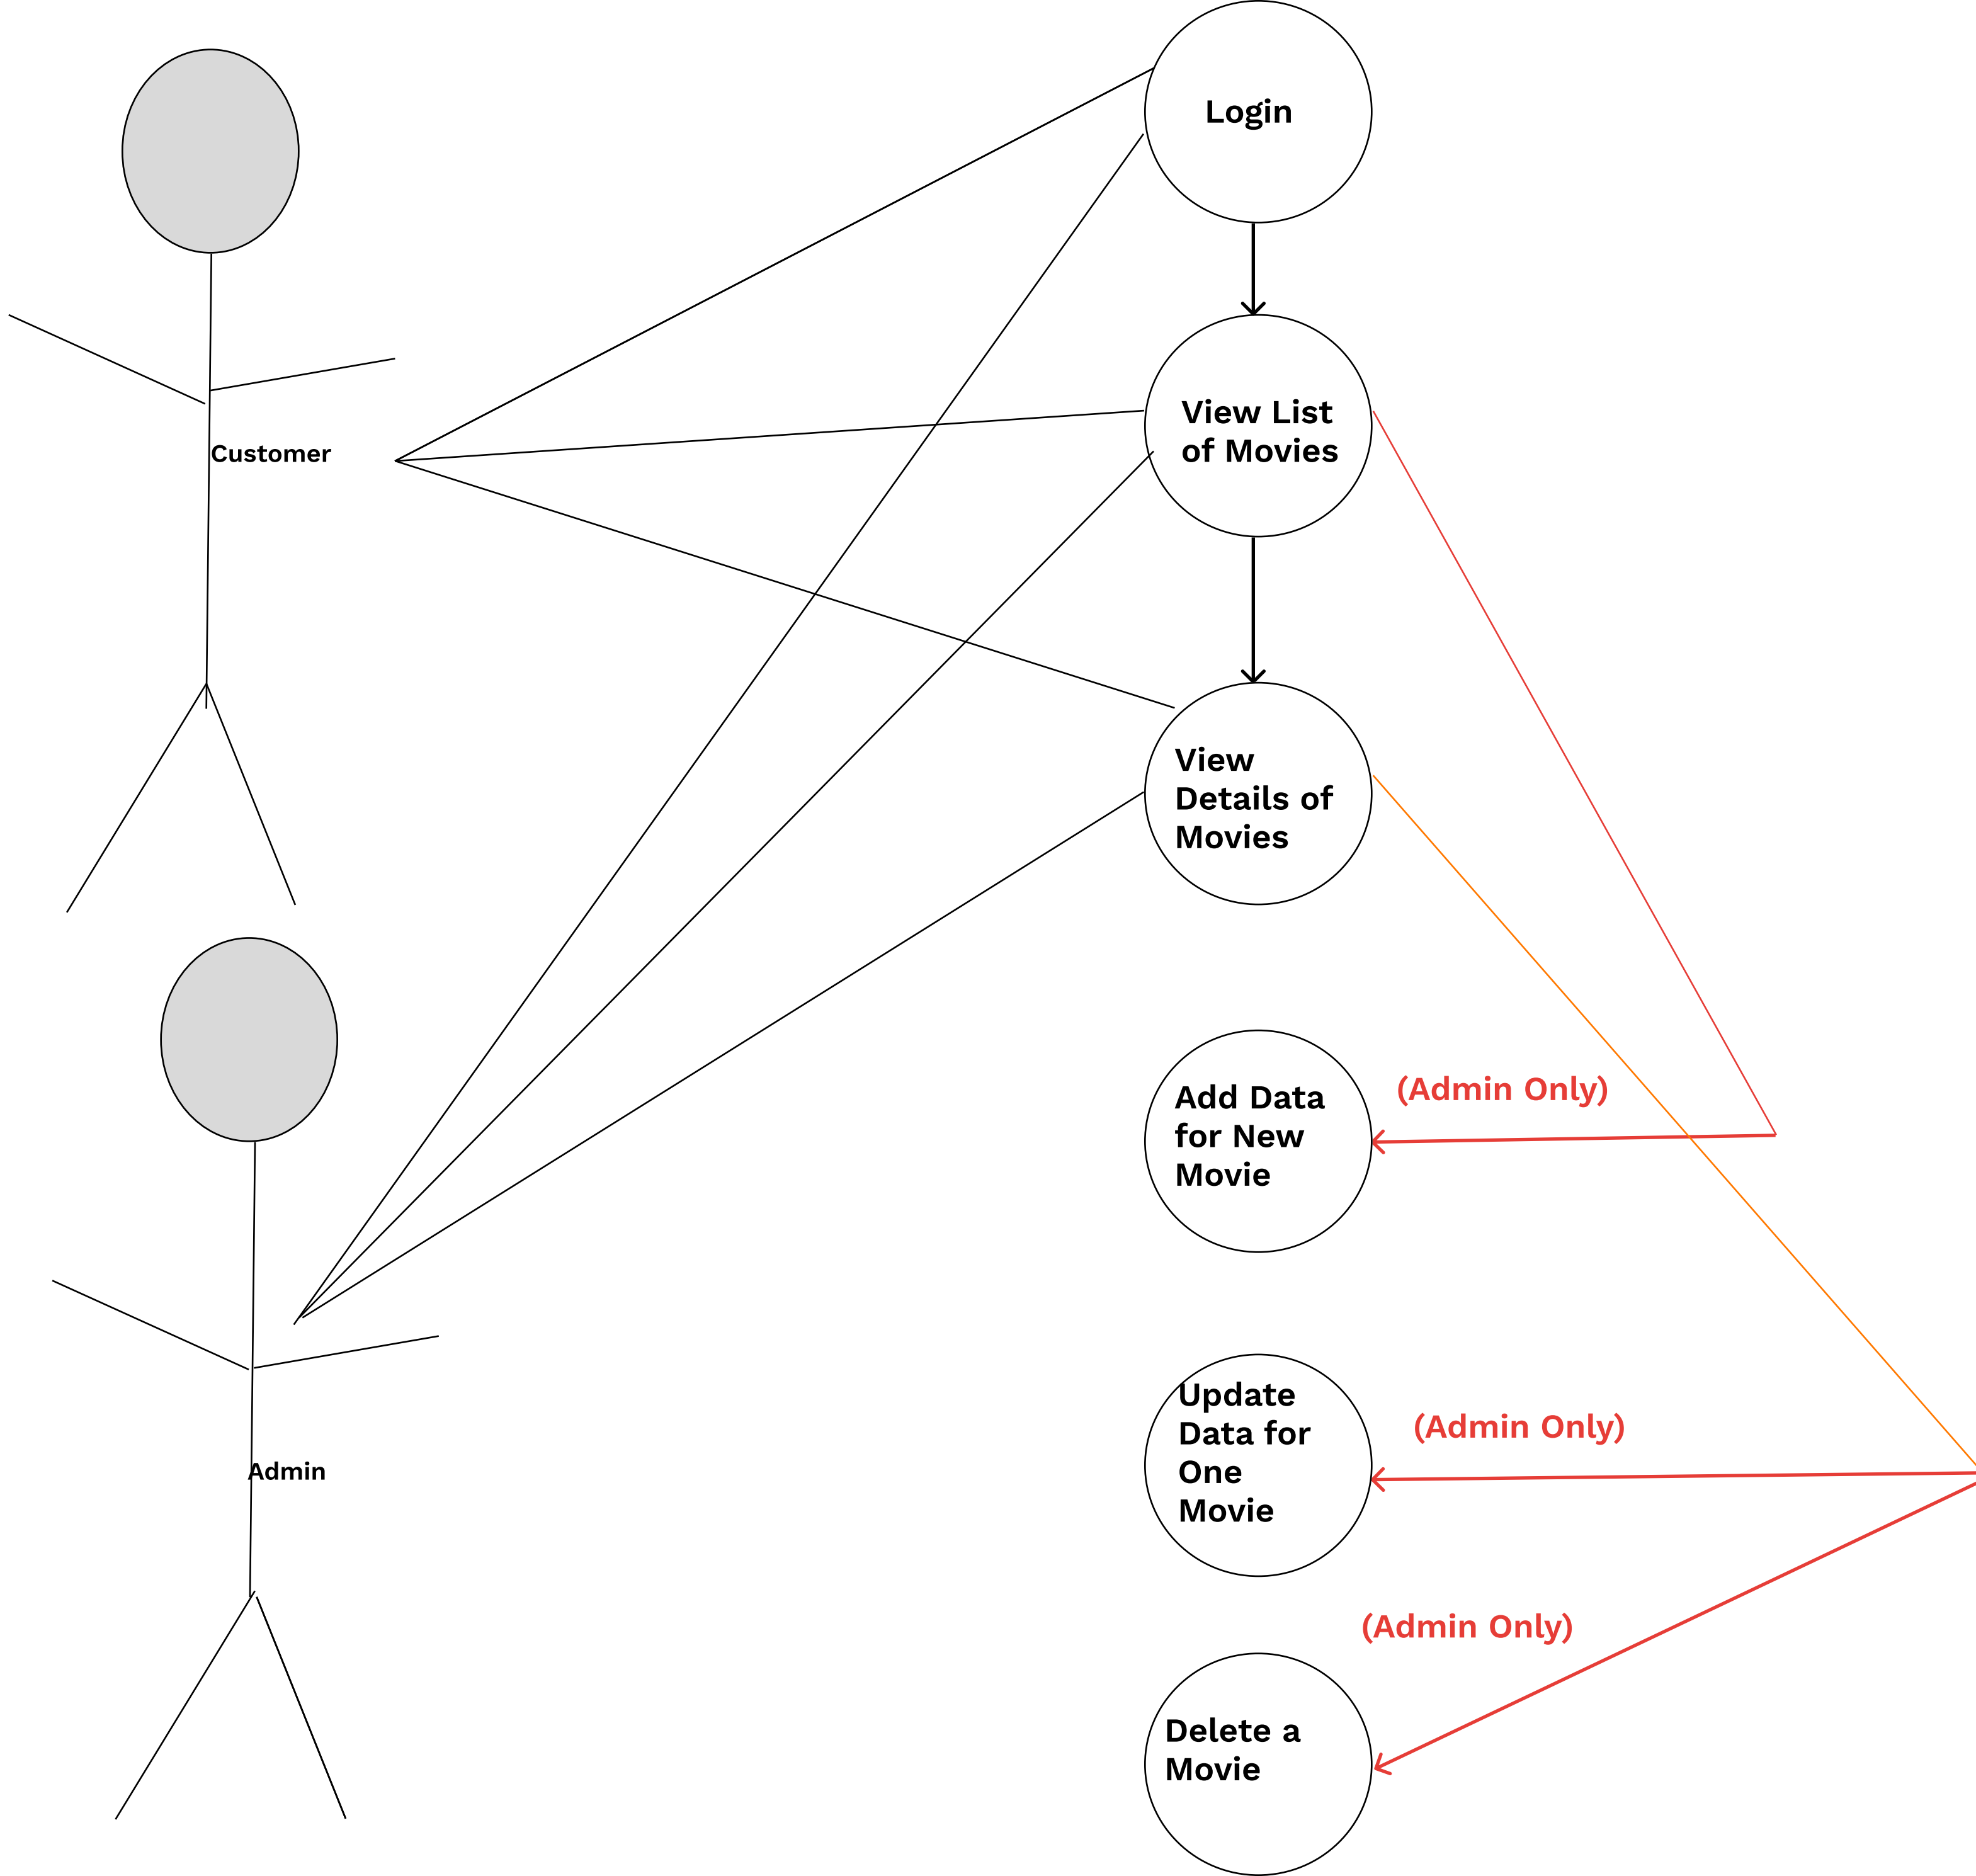 Login
Customer
View List
of Movies
View
Details of
Movies
Add Data
for New
Movie
(Admin Only)
Admin
Update
Data for
One
Movie
(Admin Only)
(Admin Only)
Delete a
Movie